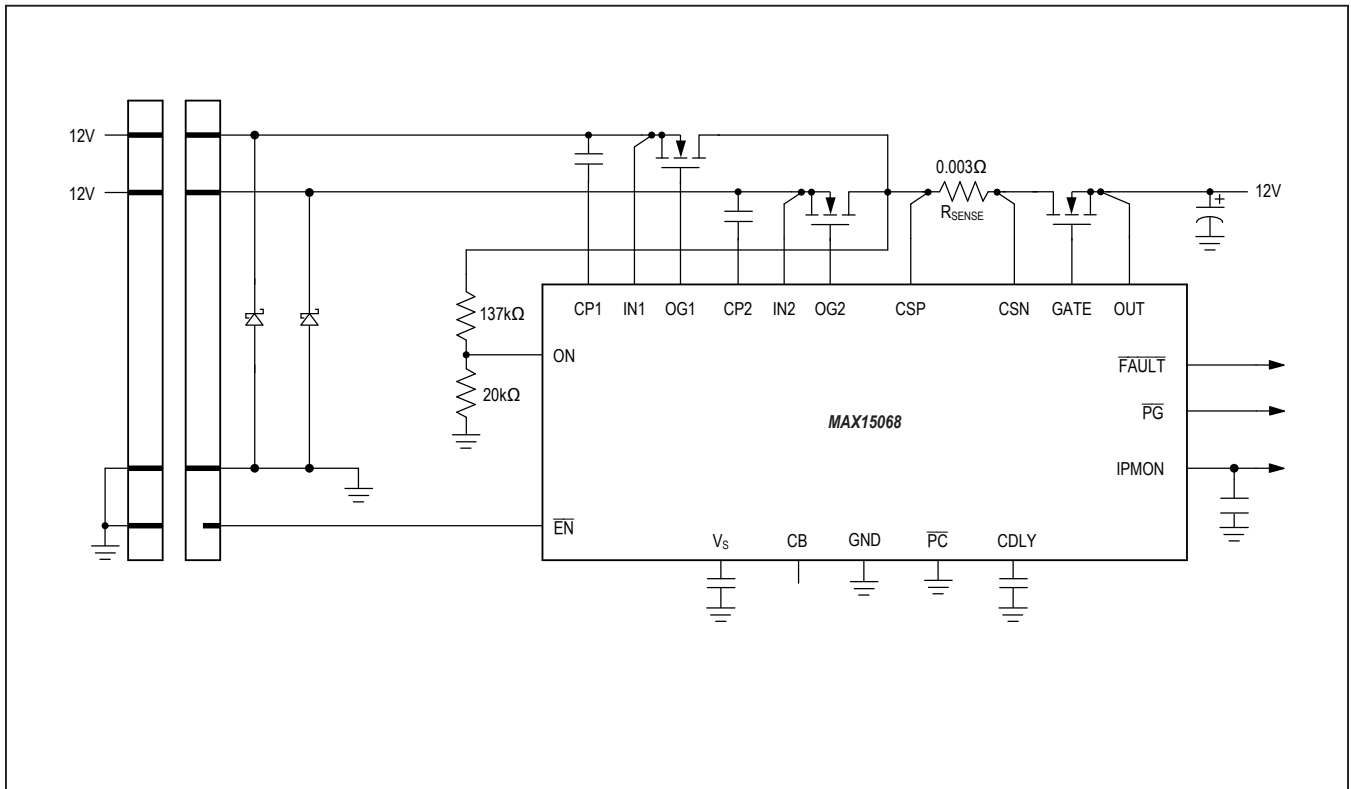 12V
12V
0.003Ω
12V
RSENSE
137kΩ
CP1 IN1 OG1 CP2 IN2 OG2 CSP CSN GATE OUT
ON
FAULT
20kΩ
PG
MAX15068
IPMON
EN
VS CB GND PC CDLY